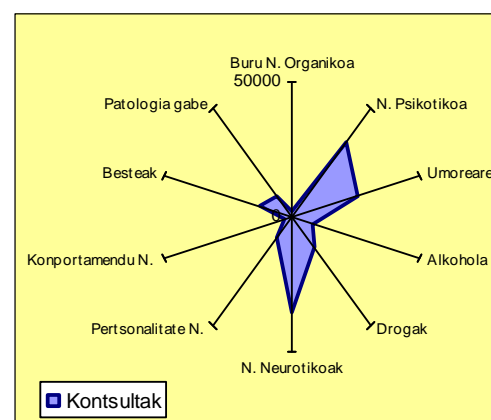 Buru N. Organikoa
50000
Patologia gabe
N. Psikotikoa
Besteak
Umoreare
0
Konportamendu N.
Alkohola
Pertsonalitate N.
Drogak
N. Neurotikoak
Kontsultak